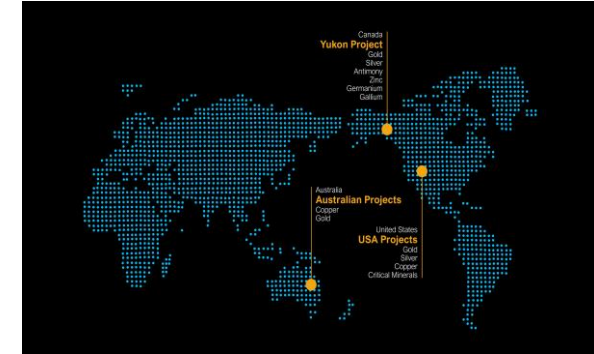 Canada
Yukon Project
Gold
Silver
Antimony
Zinc
Germanium
Gallium
Australia
Australian Projects
Copper
Gold
United States
USA Projects
Gold
Silver
Copper
Critical Minerals